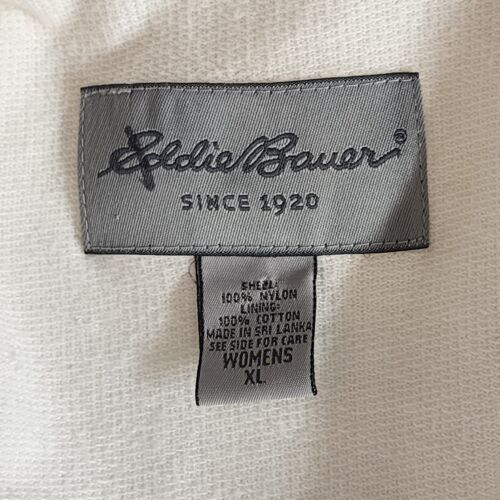 Eddie Bauer®
SINCE 1920
SHELL:
100% NYLON
LINING:
100% COTTON
MADE IN SRI LANKA
SEE SIDE FOR CARE
WOMENS
XL